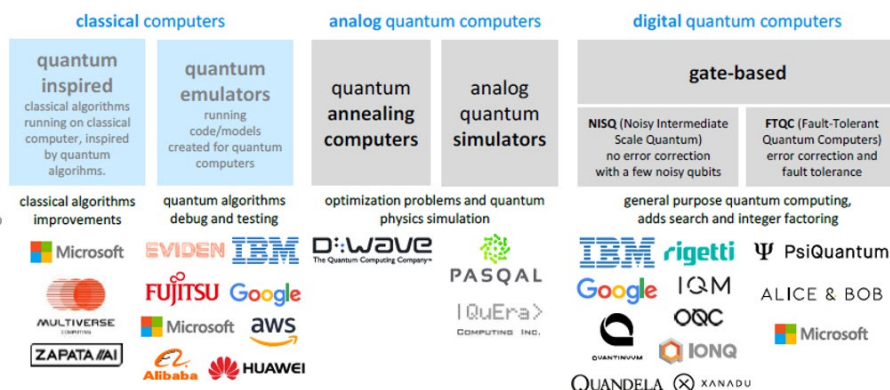 classical computers
analog quantum computers
digital quantum computers
quantum
inspired
classical algorithms
running on classical
computer, inspired
by quantum
algorihms.
quantum
emulators
running
code/models
created for quantum
computers
quantum
annealing
computers
analog
quantum
simulators
gate-based
NISQ (Noisy Intermediate
Scale Quantum)
no error correction
with a few noisy qubits
FTQC (Fault-Tolerant
Quantum Computers)
error correction and
fault tolerance
classical algorithms
improvements
quantum algorithms
debug and testing
optimization problems and quantum
physics simulation
general purpose quantum computing,
adds search and integer factoring
Microsoft
MULTIVERSE
COMPUTING
ZAPATA//AI
EVIDEN IBM
FUJITSU Google
Microsoft aws
Alibaba HUAWEI
D:wave
The Quantum Computing Company™
PASQAL
|QuEra>
COMPUTING INC.
IBM rigetti
Google IQM
QUANTINUUM
OQC
IONQ
QUANDELA XANADU
Ψ PsiQuantum
ALICE & BOB
Microsoft